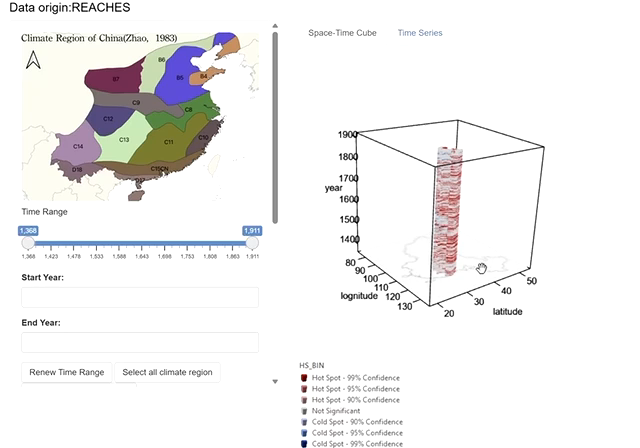 Data origin:REACHES
Climate Region of China(Zhao, 1983)
B6
B7
B5
B4
C9
C8
C12
C10
C13
C11
C14
D18
Time Range
1,368
1,911
1,368 1,423 1,478 1,533 1,588 1,643 1,698 1,753 1,808 1,863 1,911
Start Year:
End Year:
Renew Time Range
Select all climate region
Space-Time Cube
Time Series
1900
1800
1700
year
1600
1500
1400
80
90
100
110
120
130
lognitude
20
30
40
50
latitude
HS_BIN
Hot Spot - 99% Confidence
Hot Spot - 95% Confidence
Hot Spot - 90% Confidence
Not Significant
Cold Spot - 90% Confidence
Cold Spot - 95% Confidence
Cold Spot - 99% Confidence